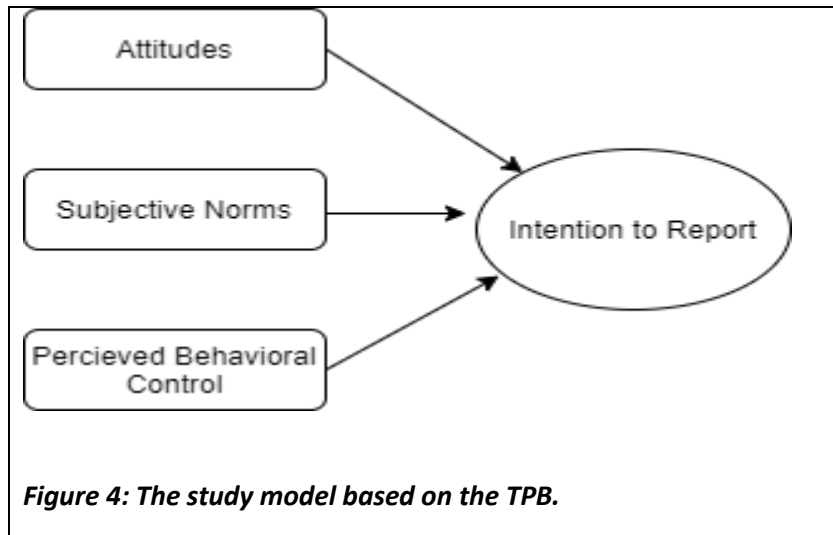 Attitudes
Subjective Norms
Intention to Report
Percieved Behavioral
Control
Figure 4: The study model based on the TPB.